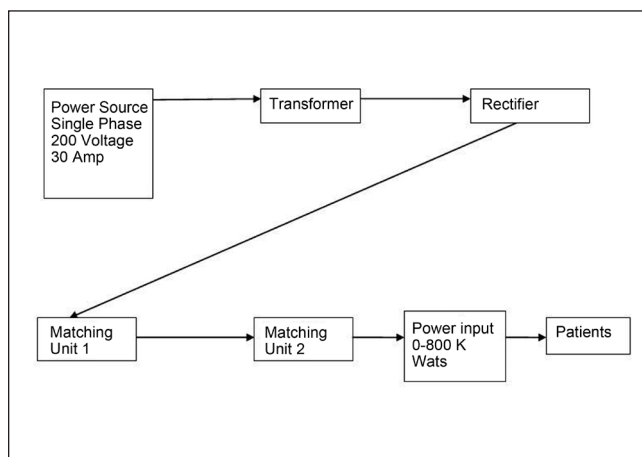 Power Source
Single Phase
200 Voltage
30 Amp
Transformer
Rectifier
Matching
Unit 1
Matching
Unit 2
Power input
0-800 K
Wats
Patients